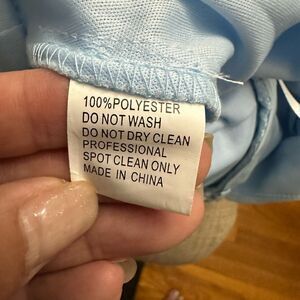 100%POLYESTER
DO NOT WASH
DO NOT DRY CLEAN
PROFESSIONAL
SPOT CLEAN ONLY
MADE IN CHINA